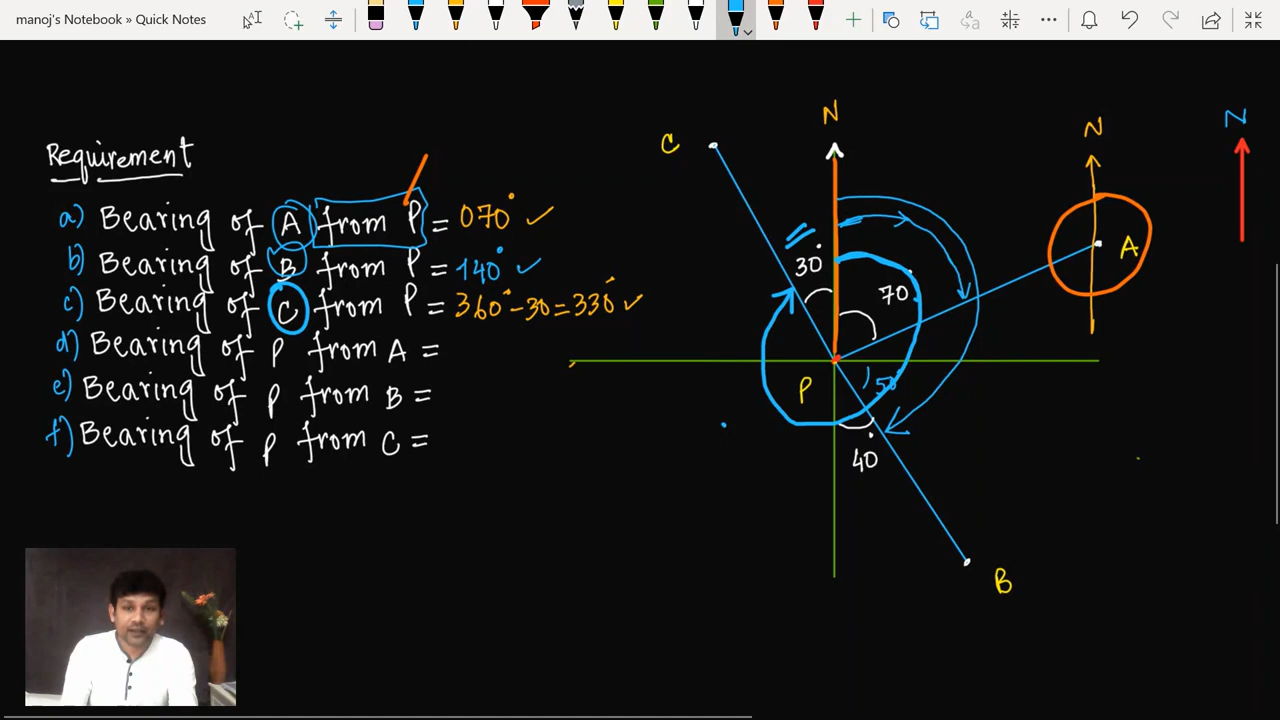 manoj's Notebook » Quick Notes
Requirement
a) Bearing of A from P = 070°
b) Bearing of B from P = 140°
c) Bearing of C from P = 360° - 30 = 330°
d) Bearing of P from A =
e) Bearing of P from B =
f) Bearing of P from C =
N
N
N
C
A
30°
70
P
50°
40
B